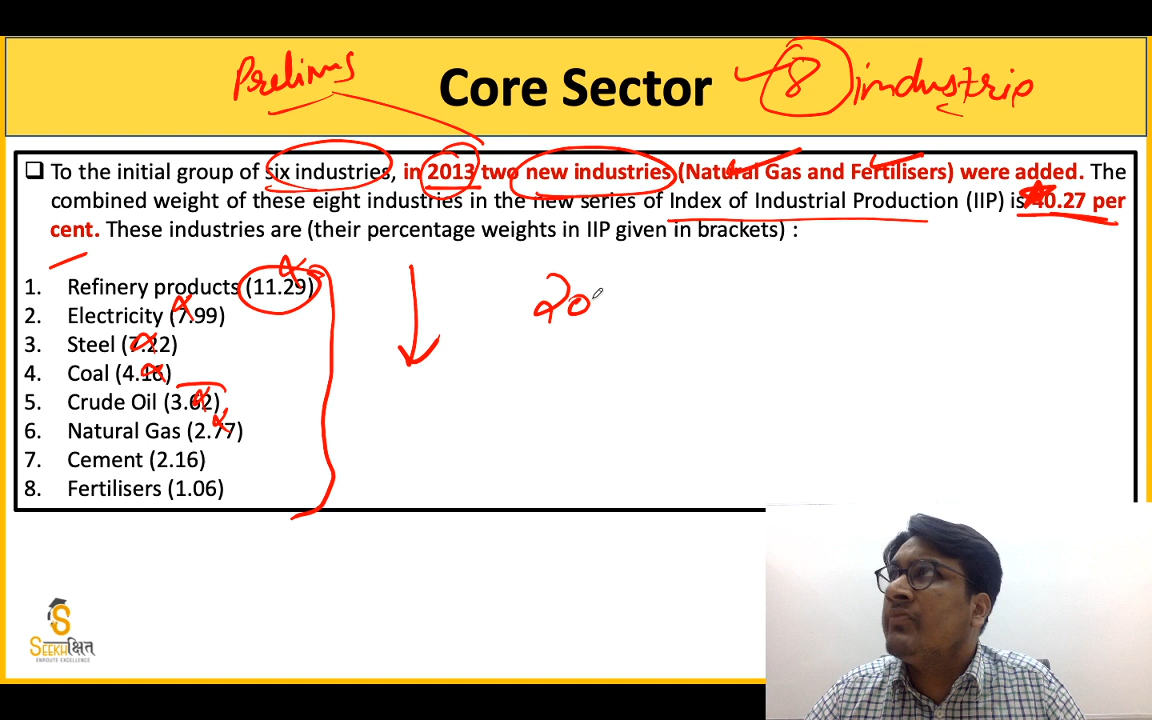 Prelims
Core Sector
8 industrip
❑ To the initial group of six industries, in 2013 two new industries (Natural Gas and Fertilisers) were added. The
combined weight of these eight industries in the new series of Index of Industrial Production (IIP) is 40.27 per
cent. These industries are (their percentage weights in IIP given in brackets) :
1. Refinery products (11.29)
2. Electricity (7.99)
3. Steel (7.22)
4. Coal (4.16)
5. Crude Oil (3.62)
6. Natural Gas (2.77)
7. Cement (2.16)
8. Fertilisers (1.06)
20
S
SEEKHक्षित
ENROUTE EXCELLENCE